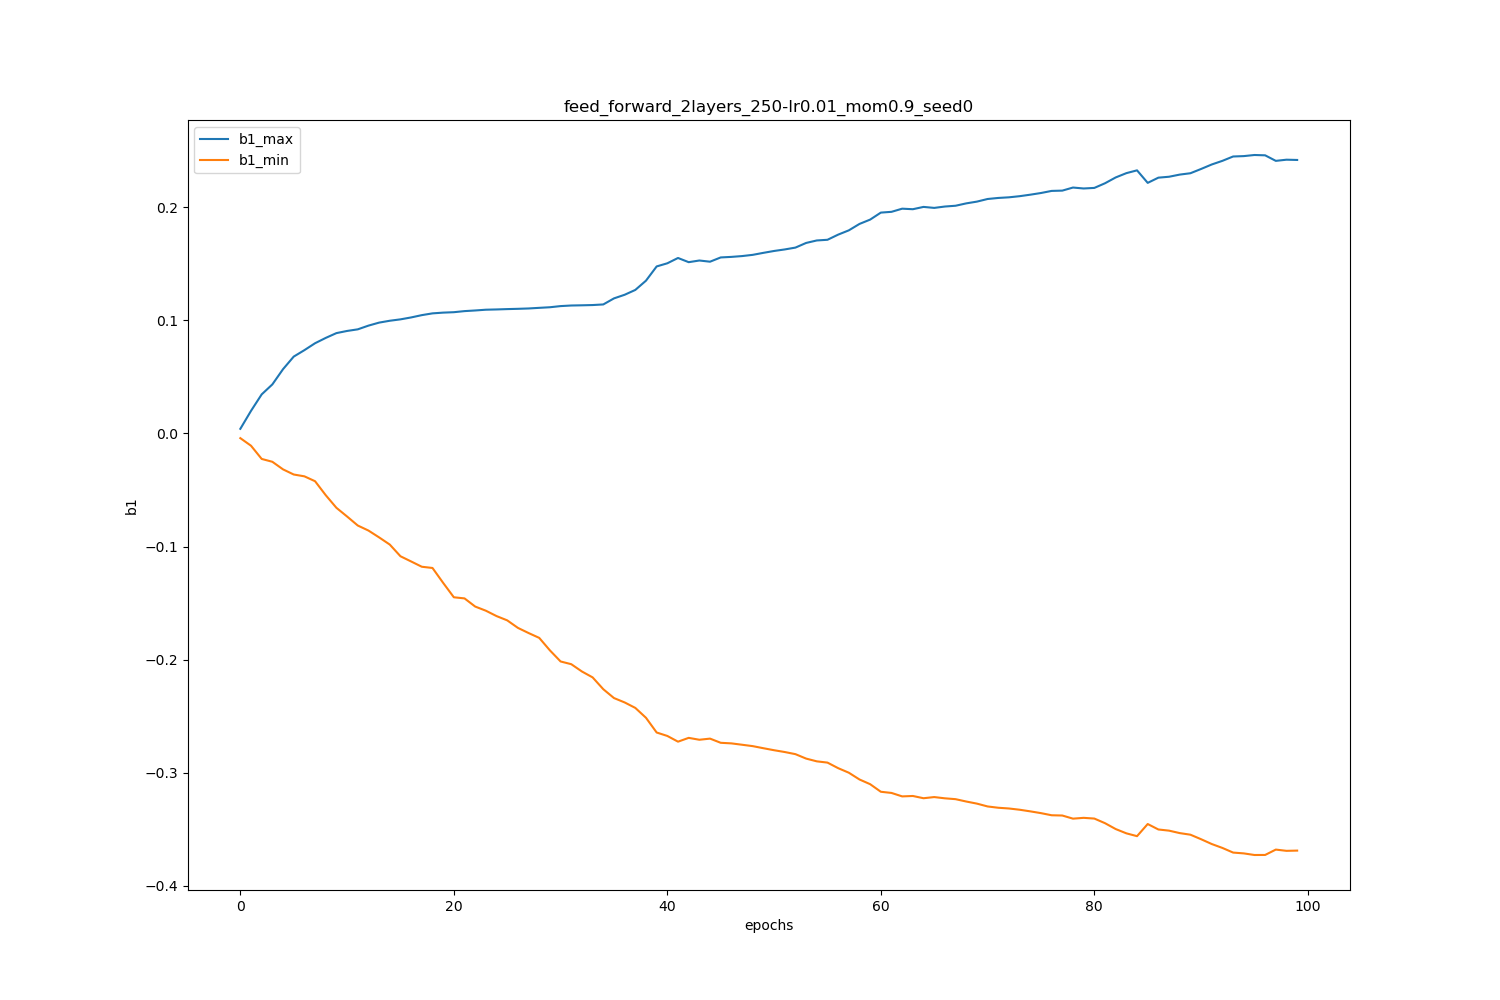 feed_forward_2layers_250-lr0.01_mom0.9_seed0
b1_max
b1_min
0.2
0.1
0.0
−0.1
−0.2
−0.3
−0.4
b1
0 20 40 60 80 100
epochs